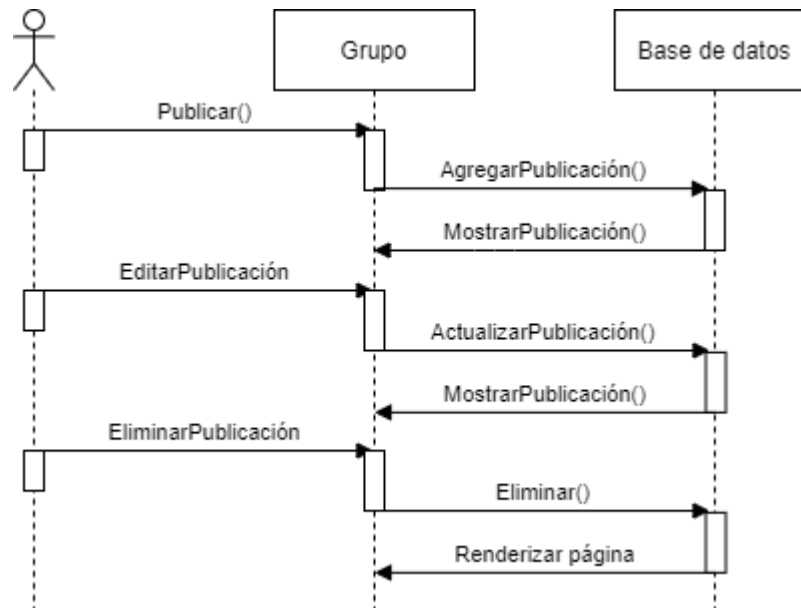 Grupo
Base de datos
Publicar()
AgregarPublicación()
MostrarPublicación()
EditarPublicación
ActualizarPublicación()
MostrarPublicación()
EliminarPublicación
Eliminar()
Renderizar página